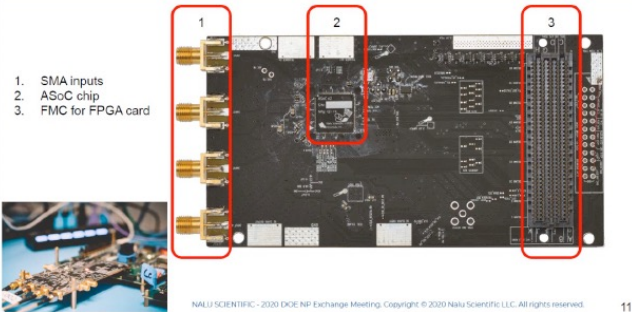 1
2
3
1. SMA inputs
2. ASoC chip
3. FMC for FPGA card
NALU SCIENTIFIC - 2020 DOE NP Exchange Meeting. Copyright © 2020 Nalu Scientific LLC. All rights reserved.
11